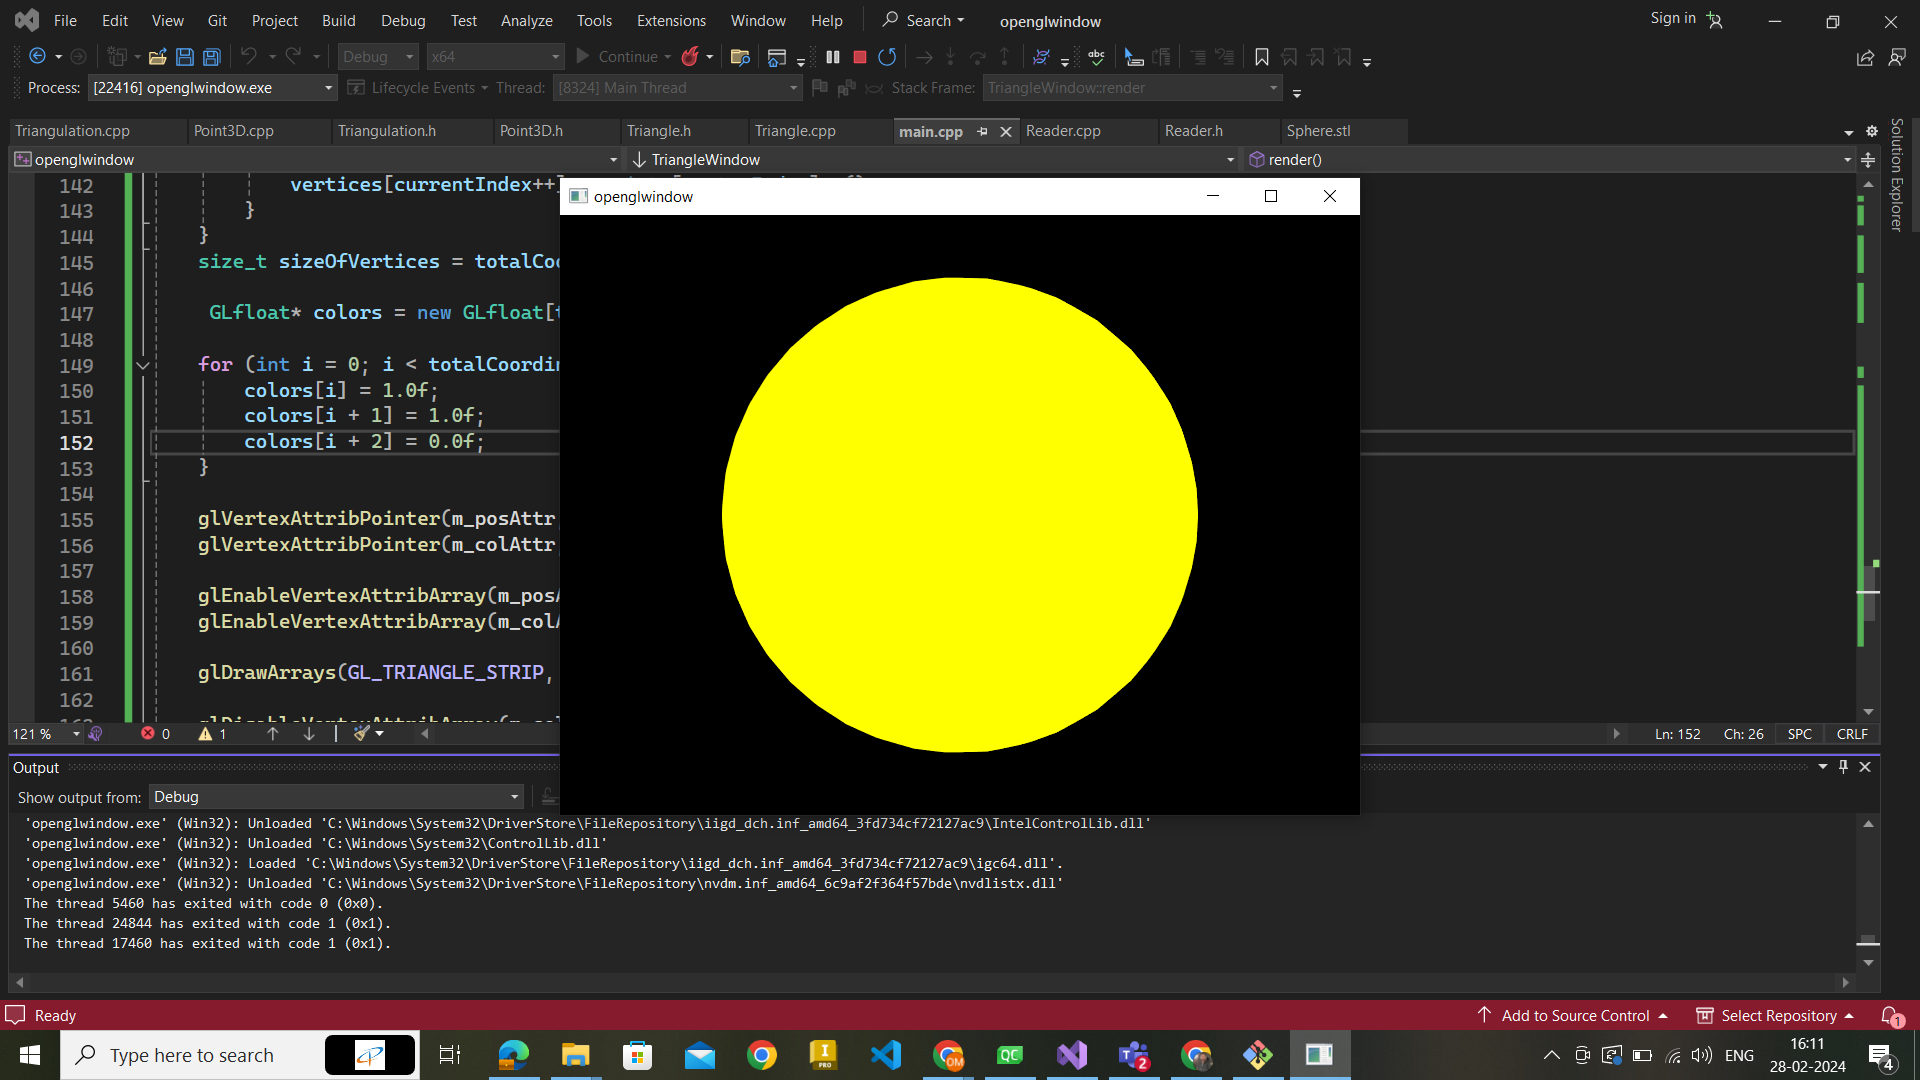 File Edit View Git Project Build Debug Test Analyze Tools Extensions Window Help Search openglwindow Sign in
Debug x64 Continue
Process: [22416] openglwindow.exe Lifecycle Events Thread: [8324] Main Thread Stack Frame: TriangleWindow::render
Triangulation.cpp Point3D.cpp Triangulation.h Point3D.h Triangle.h Triangle.cpp main.cpp Reader.cpp Reader.h Sphere.stl
Solution Explorer
openglwindow TriangleWindow render()
142 vertices[currentIndex++]
openglwindow
143 }
144 }
145 size_t sizeOfVertices = totalCoo
146
147 GLfloat* colors = new GLfloat[
148
149 for (int i = 0; i < totalCoordin
150 colors[i] = 1.0f;
151 colors[i + 1] = 1.0f;
152 colors[i + 2] = 0.0f;
153 }
154
155 glVertexAttribPointer(m_posAttr
156 glVertexAttribPointer(m_colAttr
157
158 glEnableVertexAttribArray(m_pos
159 glEnableVertexAttribArray(m_col
160
161 glDrawArrays(GL_TRIANGLE_STRIP,
162
121 % 0 1 Ln: 152 Ch: 26 SPC CRLF
Output
Show output from: Debug
'openglwindow.exe' (Win32): Unloaded 'C:\Windows\System32\DriverStore\FileRepository\iigd_dch.inf_amd64_3fd734cf72127ac9\IntelControlLib.dll'
'openglwindow.exe' (Win32): Unloaded 'C:\Windows\System32\ControlLib.dll'
'openglwindow.exe' (Win32): Loaded 'C:\Windows\System32\DriverStore\FileRepository\iigd_dch.inf_amd64_3fd734cf72127ac9\igc64.dll'.
'openglwindow.exe' (Win32): Unloaded 'C:\Windows\System32\DriverStore\FileRepository\nvdm.inf_amd64_6c9af2f364f57bde\nvdlistx.dll'
The thread 5460 has exited with code 0 (0x0).
The thread 24844 has exited with code 1 (0x1).
The thread 17460 has exited with code 1 (0x1).
Ready Add to Source Control Select Repository 1
Type here to search ENG
16:11
28-02-2024
4